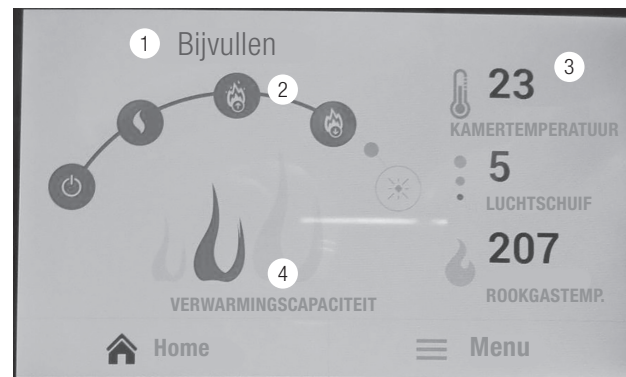 1 Bijvullen
2
23 3
KAMERTEMPERATUUR
5
LUCHTSCHUIF
207
ROOKGASTEMP.
4
VERWARMINGSCAPACITEIT
Home
Menu